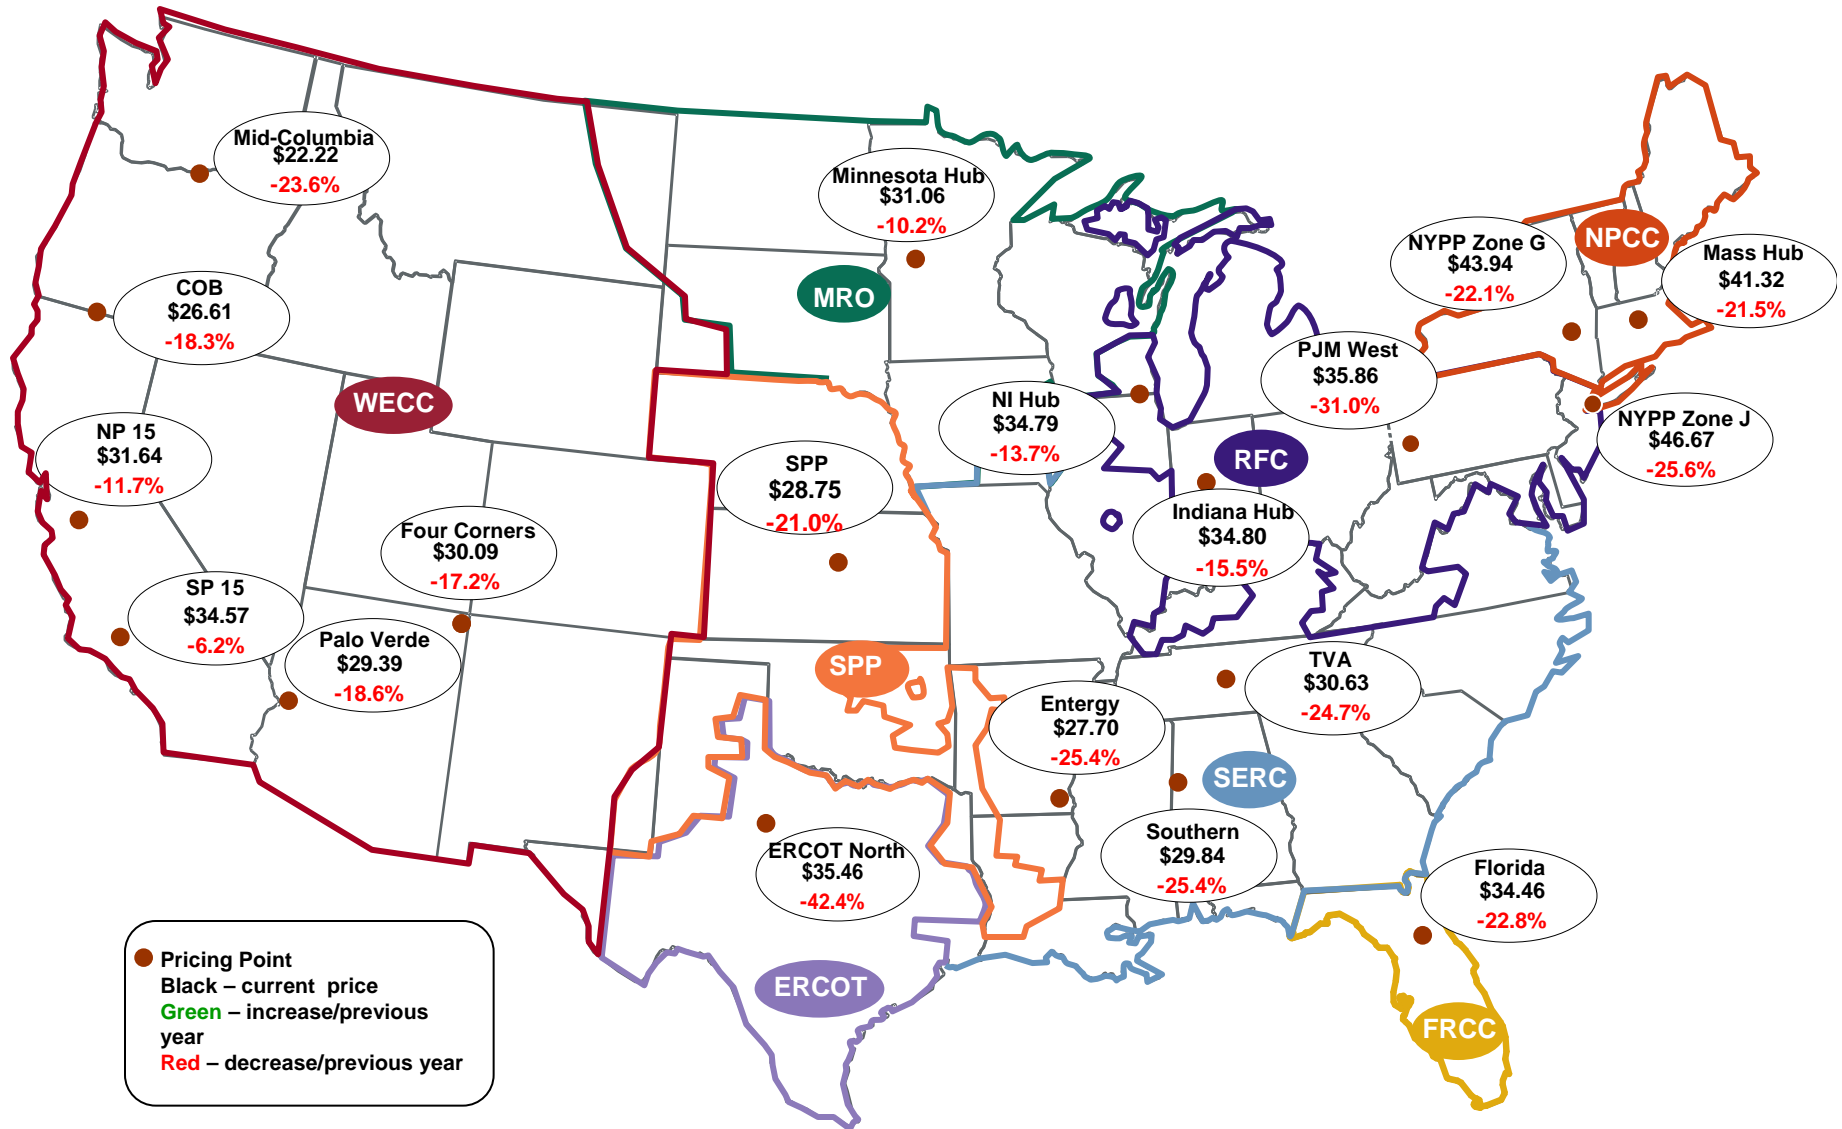 Mid-Columbia
$22.22
-23.6%
Minnesota Hub
$31.06
-10.2%
NYPP Zone G
$43.94
-22.1%
NPCC
Mass Hub
$41.32
-21.5%
COB
$26.61
-18.3%
MRO
PJM West
$35.86
-31.0%
WECC
NI Hub
$34.79
-13.7%
NYPP Zone J
$46.67
-25.6%
NP 15
$31.64
-11.7%
SPP
$28.75
-21.0%
RFC
Indiana Hub
$34.80
-15.5%
Four Corners
$30.09
-17.2%
SP 15
$34.57
-6.2%
Palo Verde
$29.39
-18.6%
SPP
TVA
$30.63
-24.7%
Entergy
$27.70
-25.4%
SERC
Southern
$29.84
-25.4%
ERCOT North
$35.46
-42.4%
Florida
$34.46
-22.8%
ERCOT
FRCC
Pricing Point
Black – current price
Green – increase/previous
year
Red – decrease/previous year